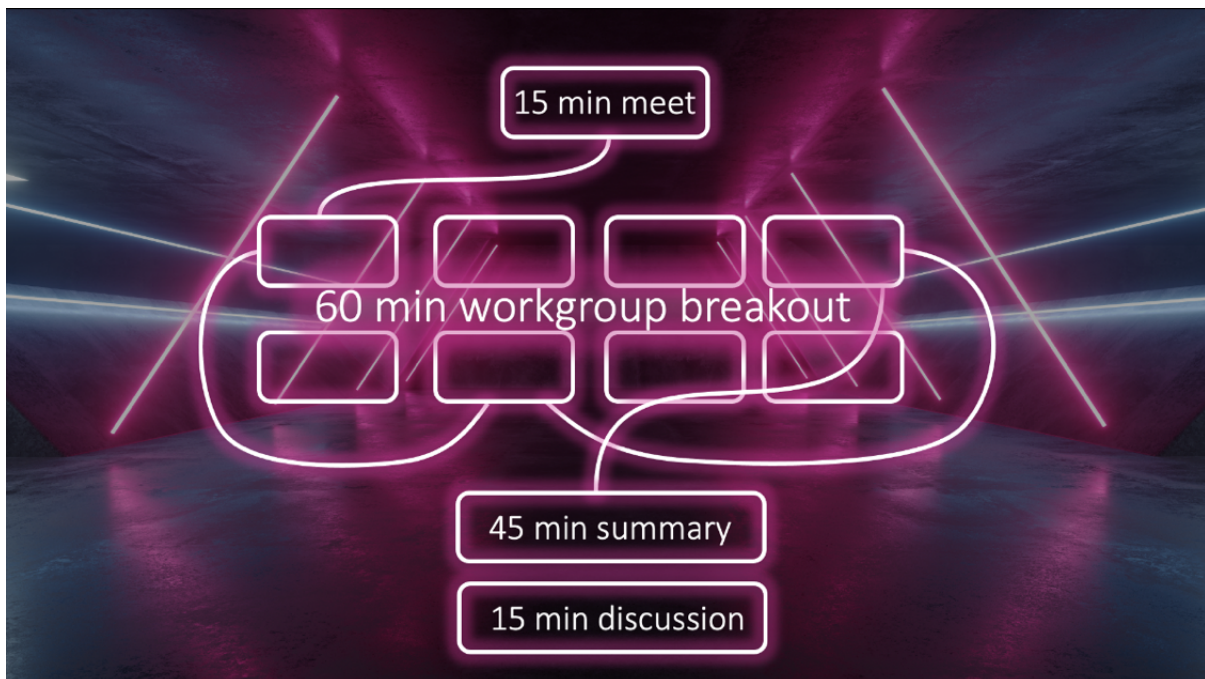 15 min meet
60 min workgroup breakout
45 min summary
15 min discussion